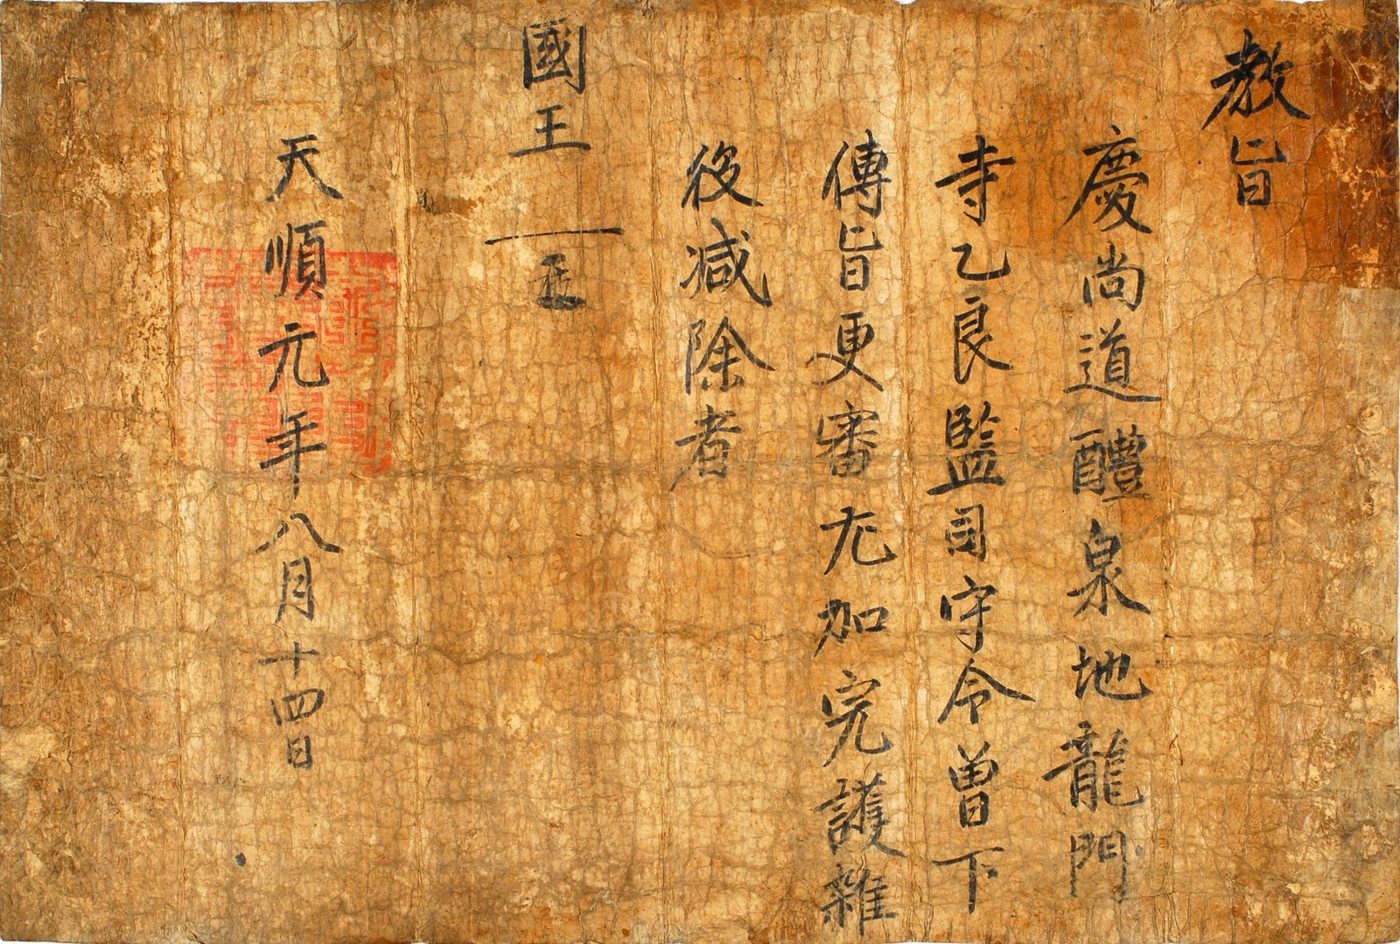 教旨
慶尚道醴泉地龍門
寺乙良監司守令曽下
傳旨更審尤加完護雜
役減除者
國王
天順元年八月十四日